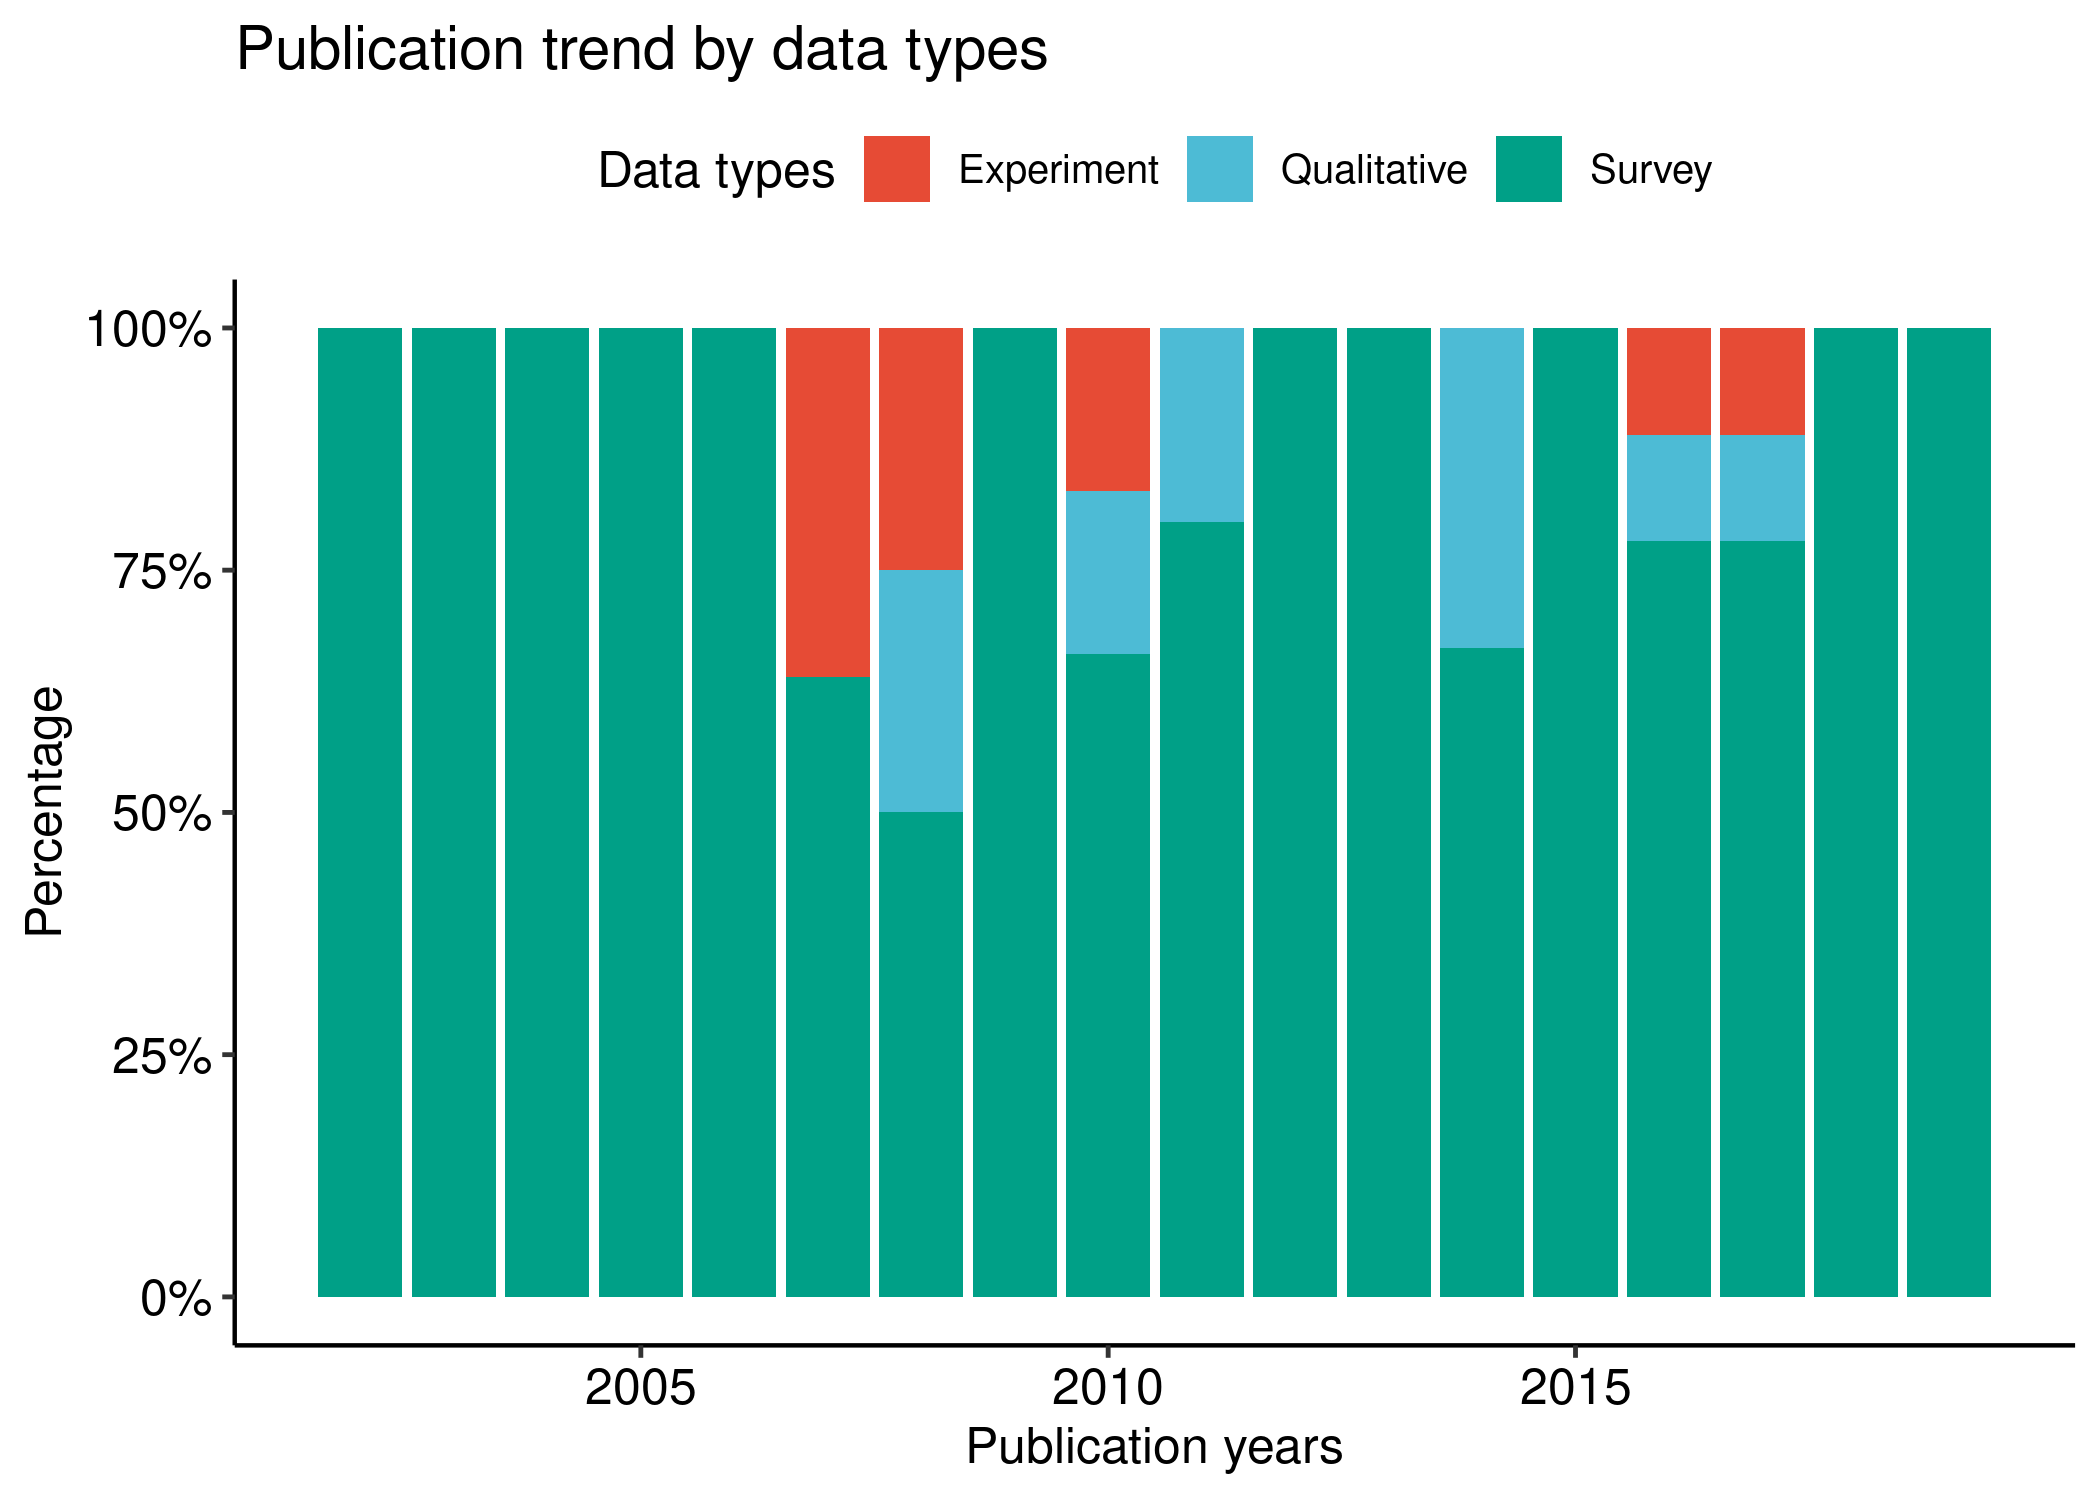 Publication trend by data types
Data types Experiment Qualitative Survey
100%
75%
50%
25%
0%
Percentage
2005 2010 2015
Publication years